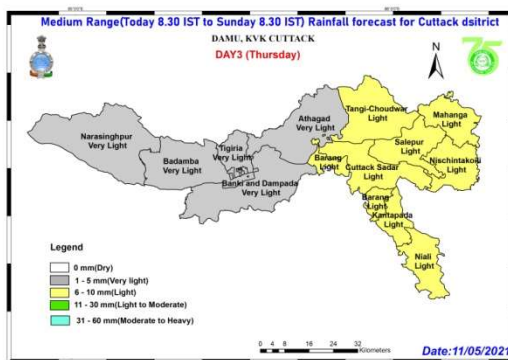 Medium Range(Today 8.30 IST to Sunday 8.30 IST) Rainfall forecast for Cuttack dsitrict
DAMU, KVK CUTTACK
DAY3 (Thursday)
N
75
Narasinghpur
Very Light
Badamba
Very Light
Tigiria
Very Light
Athagad
Very Light
Banki and Dampada
Very Light
Tangi-Choudwar
Light
Mahanga
Light
Salepur
Light
Nischintakoili
Light
Barang
Light
Cuttack Sadar
Light
Barang
Light
Kantapada
Light
Niali
Light
Legend
0 mm(Dry)
1 - 5 mm(Very light)
6 - 10 mm(Light)
11 - 30 mm(Light to Moderate)
31 - 60 mm(Moderate to Heavy)
0 4 8 16 24 32
Kilometers
Date:11/05/2021